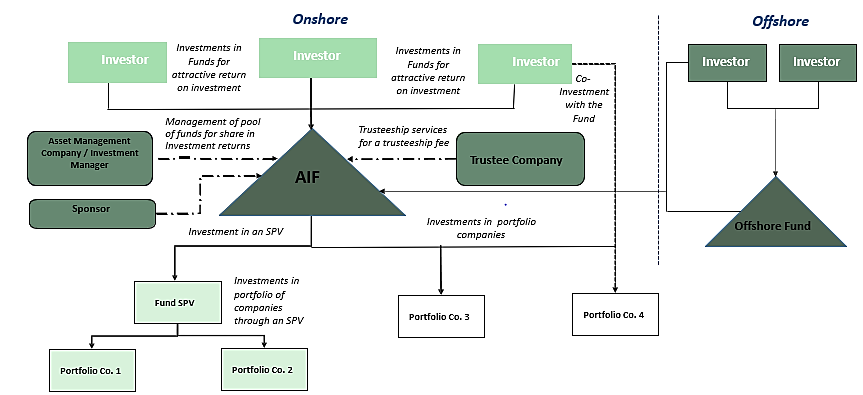 Onshore
Offshore
Investor
Investments in
Funds for
attractive return
on investment
Investor
Investments in
Funds for
attractive return
on investment
Investor
Co-
Investment
with the
Fund
Investor
Investor
Asset Management
Company / Investment
Manager
Management of pool
of funds for share in
Investment returns
Trusteeship services
for a trusteeship fee
Trustee Company
AIF
Sponsor
Offshore Fund
Investment in an SPV
Investments in portfolio
companies
Fund SPV
Investments in
portfolio of
companies
through an SPV
Portfolio Co. 3
Portfolio Co. 4
Portfolio Co. 1
Portfolio Co. 2